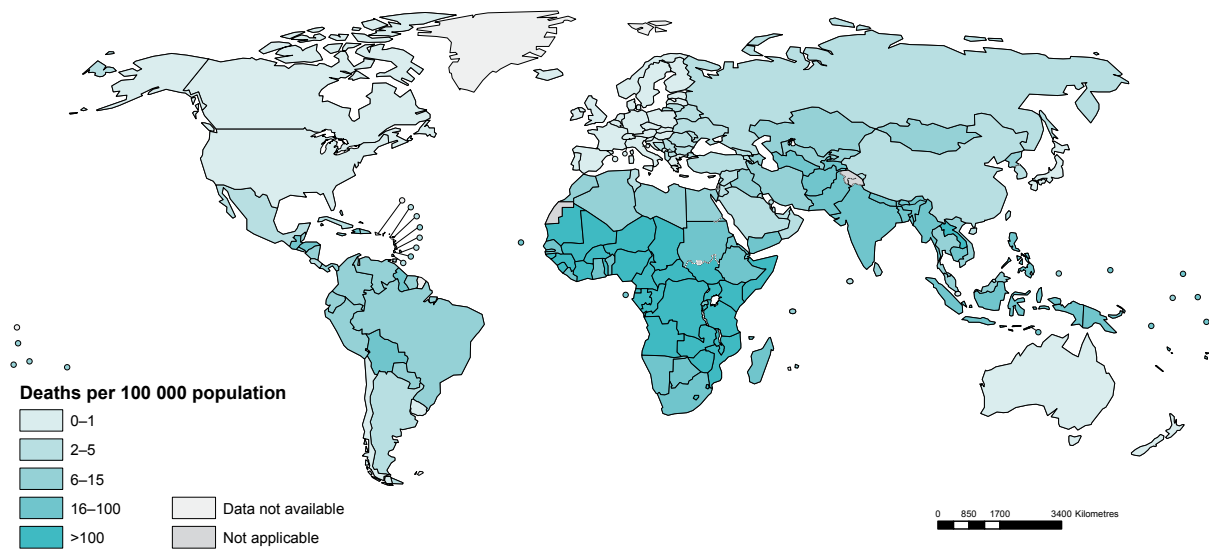 Deaths per 100 000 population
0–1
2–5
6–15
16–100
>100
Data not available
Not applicable
0 850 1700 3400 Kilometres